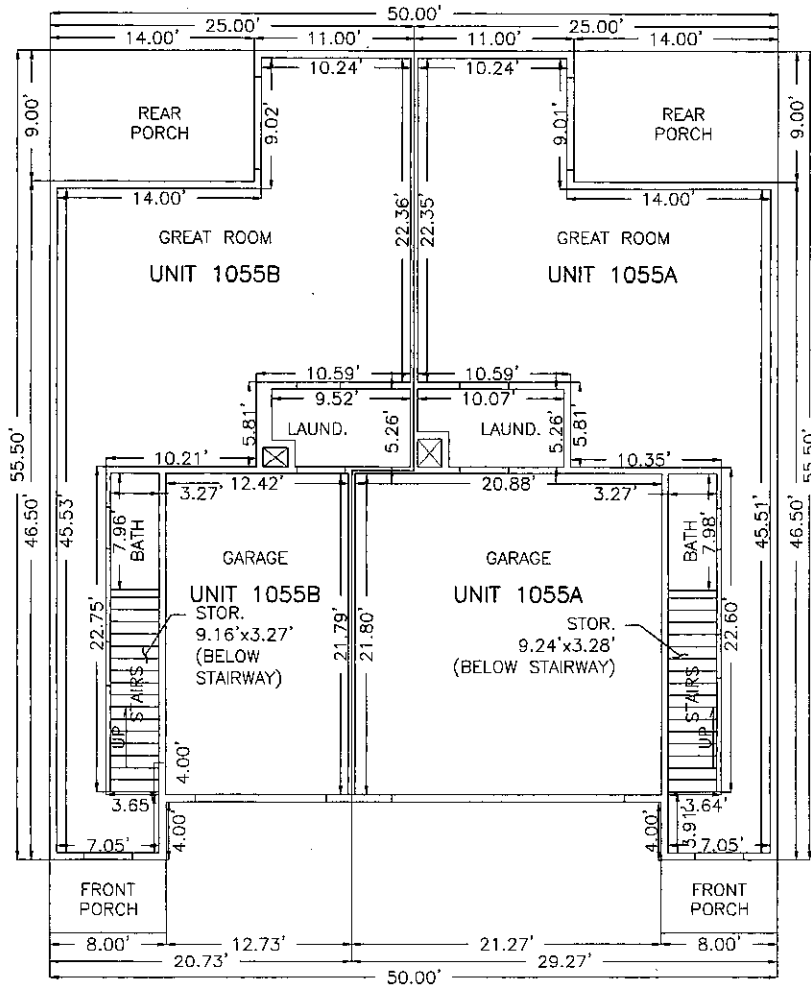 50.00'
25.00' 25.00'
14.00' 11.00' 11.00' 14.00'
10.24' 10.24'
REAR PORCH
REAR PORCH
9.00' 9.02' 9.01' 9.00'
14.00' 14.00'
22.36' 22.35'
GREAT ROOM
UNIT 1055B
GREAT ROOM
UNIT 1055A
10.59' 10.59'
9.52' 10.07'
5.81' LAUND. 5.26' LAUND. 5.26' 5.81'
55.50' 46.50' 45.53' 45.51' 46.50' 55.50'
10.21' 10.35'
12.42' 20.88'
3.27' 3.27'
7.96' BATH
BATH 7.98'
GARAGE
UNIT 1055B
GARAGE
UNIT 1055A
STOR.
9.16'x3.27'
(BELOW
STAIRWAY)
STOR.
9.24'x3.28'
(BELOW STAIRWAY)
22.75' 21.79' 21.80' 22.60'
UP STAIRS
STAIRS UP
4.00'
3.65' 3.64'
4.00' 4.00' 3.91'
7.05' 7.05'
FRONT
PORCH
FRONT
PORCH
8.00' 12.73' 21.27' 8.00'
20.73' 29.27'
50.00'